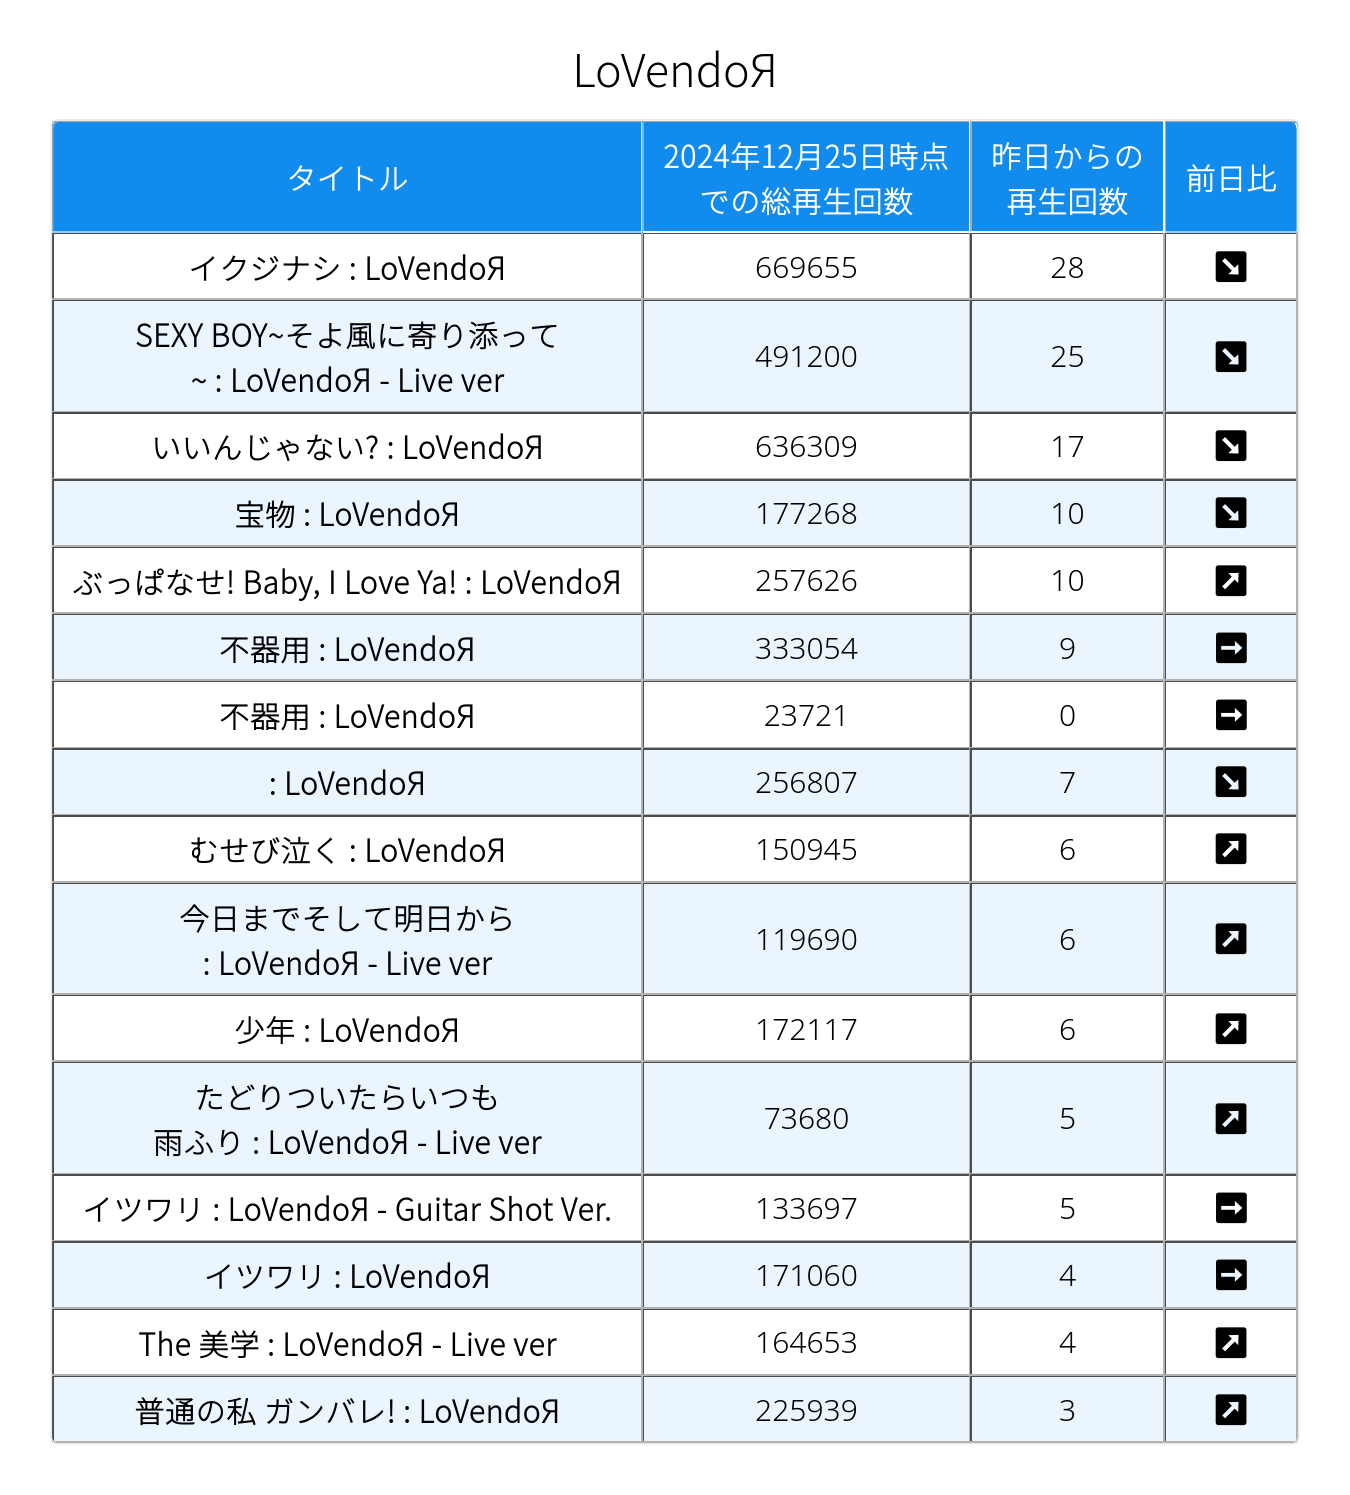 LoVendoЯ
タイトル
2024年12月25日時点
での総再生回数
昨日からの
再生回数
前日比
イクジナシ : LoVendoЯ 669655 28 ↘
SEXY BOY~そよ風に寄り添って
~ : LoVendoЯ - Live ver 491200 25 ↘
いいんじゃない? : LoVendoЯ 636309 17 ↘
宝物 : LoVendoЯ 177268 10 ↘
ぶっぱなせ! Baby, I Love Ya! : LoVendoЯ 257626 10 ↗
不器用 : LoVendoЯ 333054 9 →
不器用 : LoVendoЯ 23721 0 →
: LoVendoЯ 256807 7 ↘
むせび泣く : LoVendoЯ 150945 6 ↗
今日までそして明日から
: LoVendoЯ - Live ver 119690 6 ↗
少年 : LoVendoЯ 172117 6 ↗
たどりついたらいつも
雨ふり : LoVendoЯ - Live ver 73680 5 ↗
イツワリ : LoVendoЯ - Guitar Shot Ver. 133697 5 →
イツワリ : LoVendoЯ 171060 4 →
The 美学 : LoVendoЯ - Live ver 164653 4 ↗
普通の私 ガンバレ! : LoVendoЯ 225939 3 ↗